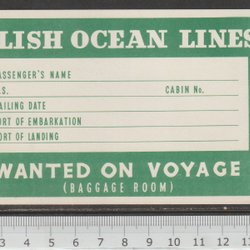 LISH OCEAN LINES
ASSENGER'S NAME
.S. CABIN No.
AILING DATE
ORT OF EMBARKATION
ORT OF LANDING
WANTED ON VOYAGE
(BAGGAGE ROOM)
3 4 5 6 7 8 9 10 11 12 13